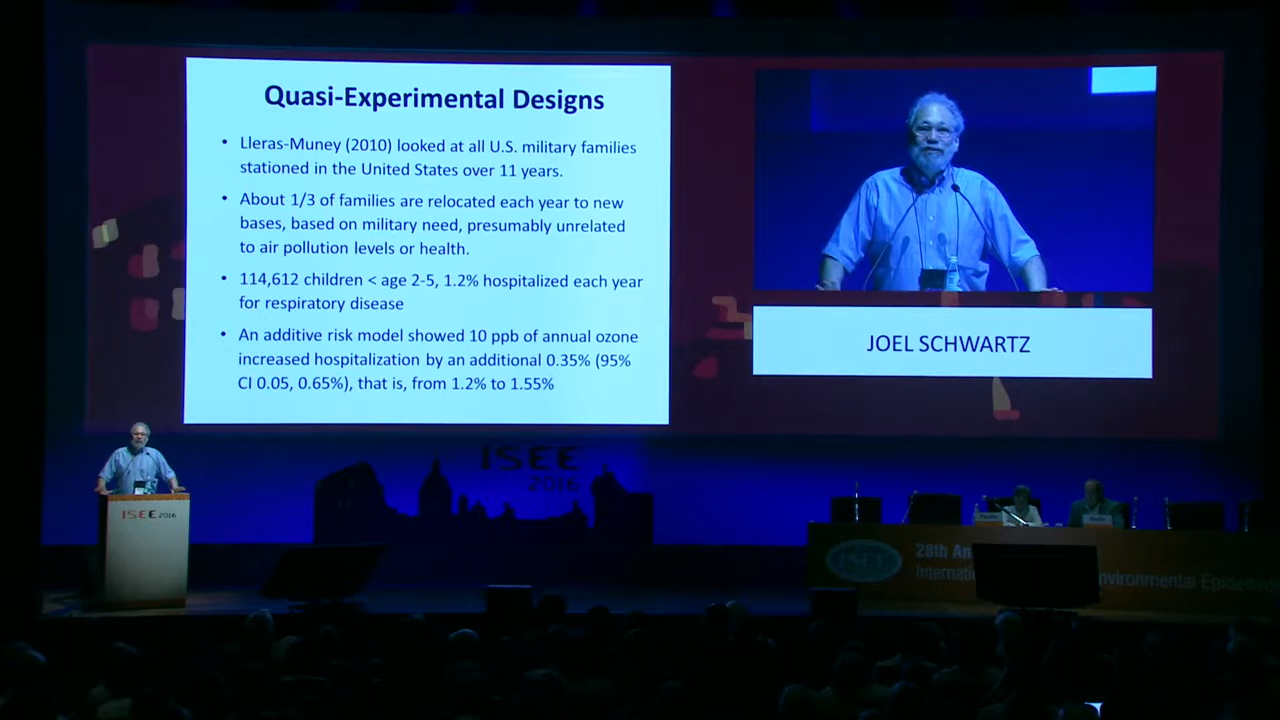 Quasi-Experimental Designs
• Lleras-Muney (2010) looked at all U.S. military families
stationed in the United States over 11 years.
• About 1/3 of families are relocated each year to new
bases, based on military need, presumably unrelated
to air pollution levels or health.
• 114,612 children < age 2-5, 1.2% hospitalized each year
for respiratory disease
• An additive risk model showed 10 ppb of annual ozone
increased hospitalization by an additional 0.35% (95%
CI 0.05, 0.65%), that is, from 1.2% to 1.55%
JOEL SCHWARTZ
ISEE
2016
ISEE 2016
ISEE
28th An
Internati
nvironmental Epide